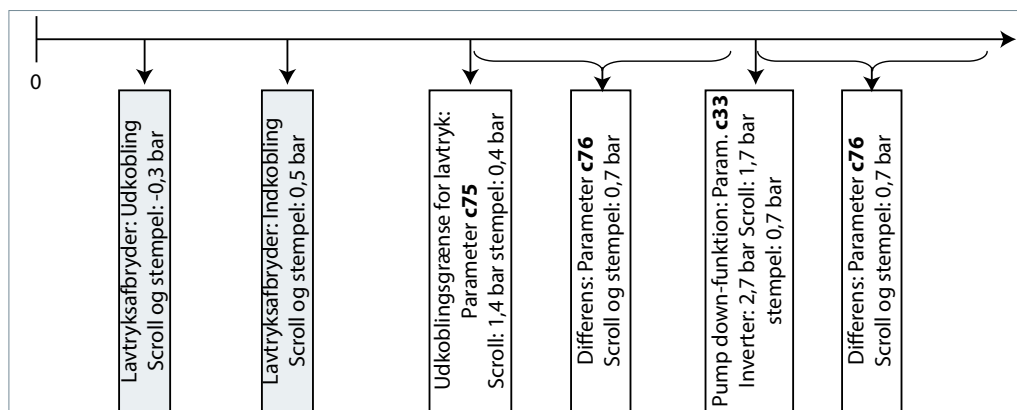 0
Lavtryksafbryder: Udkobling
Scroll og stempel: -0,3 bar
Lavtryksafbryder: Indkobling
Scroll og stempel: 0,5 bar
Udkoblingsgrænse for lavtryk:
Parameter c75
Scroll: 1,4 bar stempel: 0,4 bar
Differens: Parameter c76
Scroll og stempel: 0,7 bar
Pump down-funktion: Param. c33
Inverter: 2,7 bar Scroll: 1,7 bar
stempel: 0,7 bar
Differens: Parameter c76
Scroll og stempel: 0,7 bar